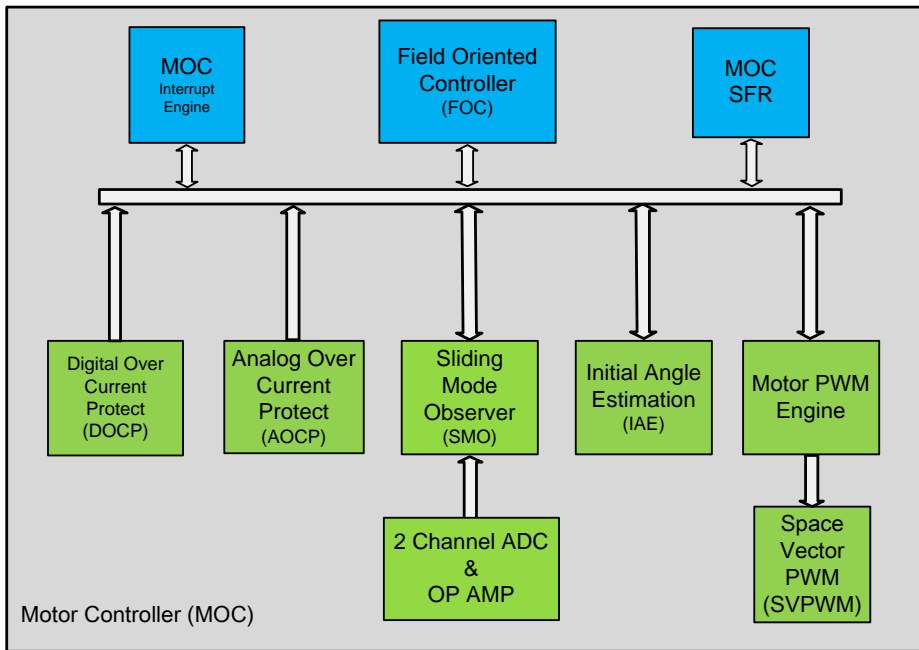 MOC
Interrupt
Engine
Field Oriented
Controller
(FOC)
MOC
SFR
Digital Over
Current
Protect
(DOCP)
Analog Over
Current
Protect
(AOCP)
Sliding
Mode
Observer
(SMO)
Initial Angle
Estimation
(IAE)
Motor PWM
Engine
2 Channel ADC
&
OP AMP
Space
Vector
PWM
(SVPWM)
Motor Controller (MOC)